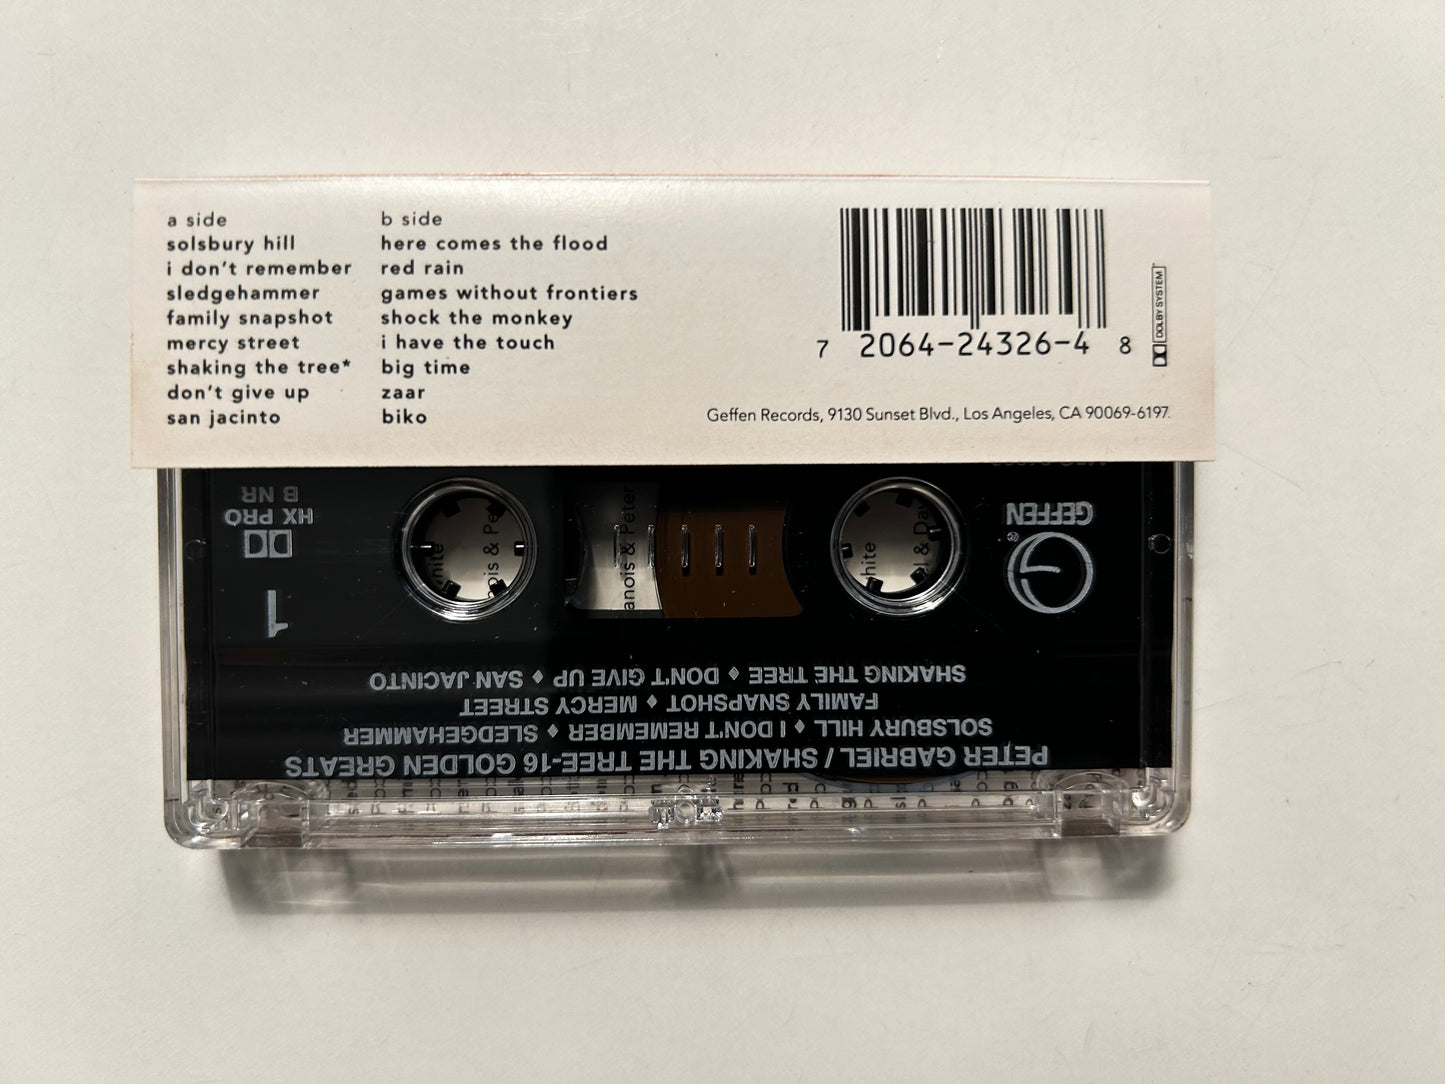 a side
solsbury hill
i don't remember
sledgehammer
family snapshot
mercy street
shaking the tree*
don't give up
san jacinto
b side
here comes the flood
red rain
games without frontiers
shock the monkey
i have the touch
big time
zaar
biko
7 2064-24326-4 8
DOLBY SYSTEM
Geffen Records, 9130 Sunset Blvd., Los Angeles, CA 90069-6197.
PETER GABRIEL / SHAKING THE TREE-16 GOLDEN GREATS
SOLSBURY HILL ♦ I DON'T REMEMBER ♦ SLEDGEHAMMER
FAMILY SNAPSHOT ♦ MERCY STREET
SHAKING THE TREE ♦ DON'T GIVE UP ♦ SAN JACINTO
1
GEFFEN
®
HX PRO
B NR
& Peter